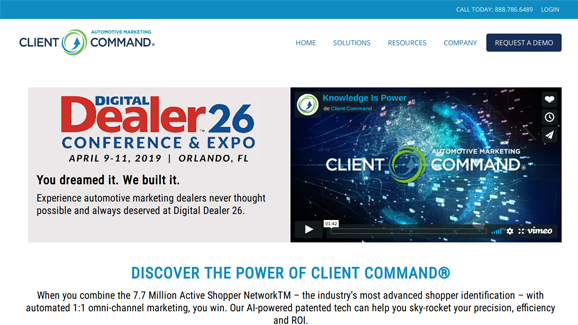 CALL TODAY: 888.786.6489 LOGIN
AUTOMOTIVE MARKETING
CLIENT COMMAND®
HOME SOLUTIONS RESOURCES COMPANY REQUEST A DEMO
DIGITAL
Dealer™26
CONFERENCE & EXPO
APRIL 9-11, 2019 | ORLANDO, FL
You dreamed it. We built it.
Experience automotive marketing dealers never thought
possible and always deserved at Digital Dealer 26.
Knowledge Is Power
de Client Command
AUTOMOTIVE MARKETING
CLIENT COMMAND
01:42
vimeo
DISCOVER THE POWER OF CLIENT COMMAND®
When you combine the 7.7 Million Active Shopper NetworkTM – the industry's most advanced shopper identification – with
automated 1:1 omni-channel marketing, you win. Our AI-powered patented tech can help you sky-rocket your precision, efficiency
and ROI.